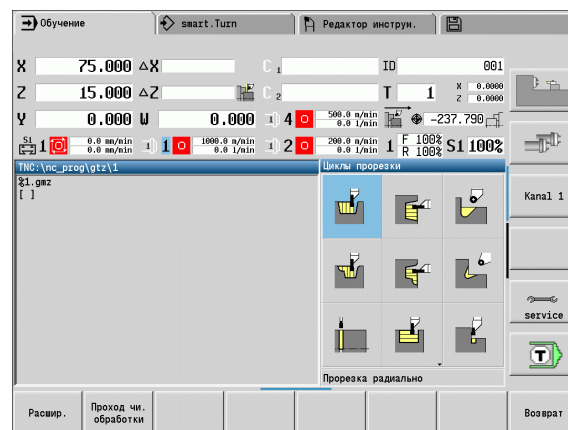 Обучение smart.Turn Редактор инструм.
X 75.000 ΔX C 1 ID 001
Z 15.000 ΔZ C 2 T 1 X 0.0000 Z 0.0000
Y 0.000 W 0.000 4 500.0 m/min 0.0 1/min -237.790
S1 1 0.0 mm/min 0.0 mm/min 1 1000.0 m/min 0.0 1/min 2 200.0 m/min 0.0 1/min 1 F 100% R 100% S1 100%
TNC:\nc_prog\gtz\1 Циклы прорезки
%1.gmz
[ ]
Kanal 1
service
T
Прорезка радиально
Расшир. Проход чи. обработки Возврат